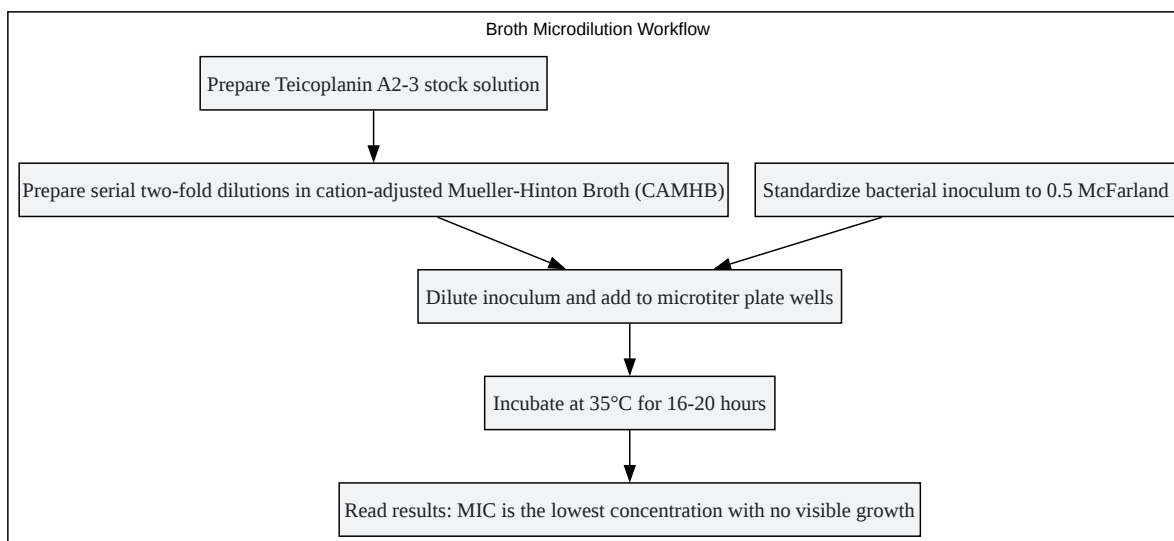 Broth Microdilution Workflow
Prepare Teicoplanin A2-3 stock solution
Prepare serial two-fold dilutions in cation-adjusted Mueller-Hinton Broth (CAMHB)
Standardize bacterial inoculum to 0.5 McFarland
Dilute inoculum and add to microtiter plate wells
Incubate at 35°C for 16-20 hours
Read results: MIC is the lowest concentration with no visible growth